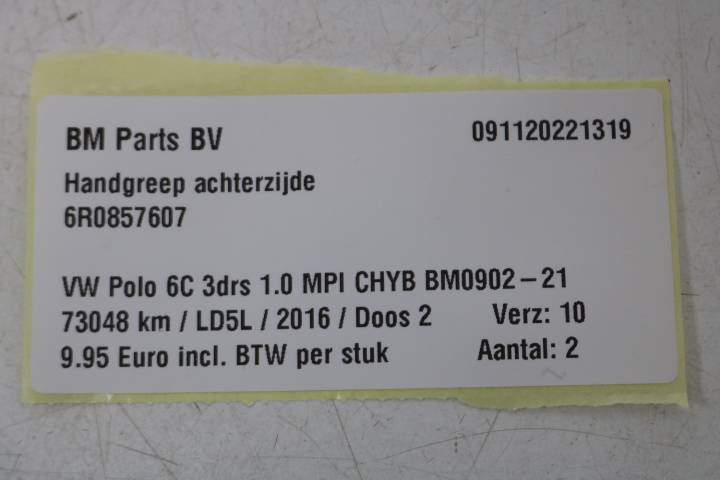 BM Parts BV 091120221319
Handgreep achterzijde
6R0857607
VW Polo 6C 3drs 1.0 MPI CHYB BM0902-21
73048 km / LD5L / 2016 / Doos 2 Verz: 10
9.95 Euro incl. BTW per stuk Aantal: 2